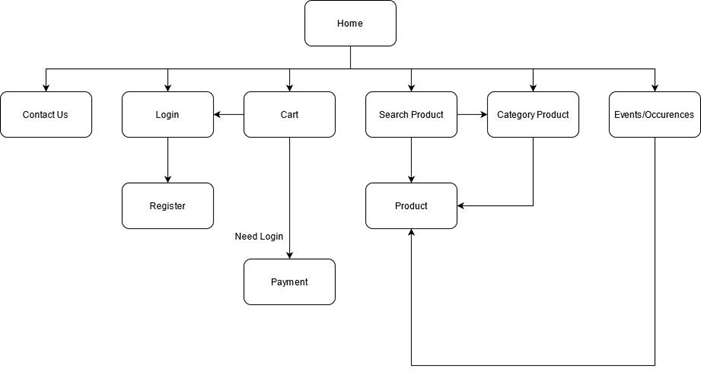 Home
Contact Us
Login
Cart
Search Product
Category Product
Events/Occurences
Register
Product
Need Login
Payment